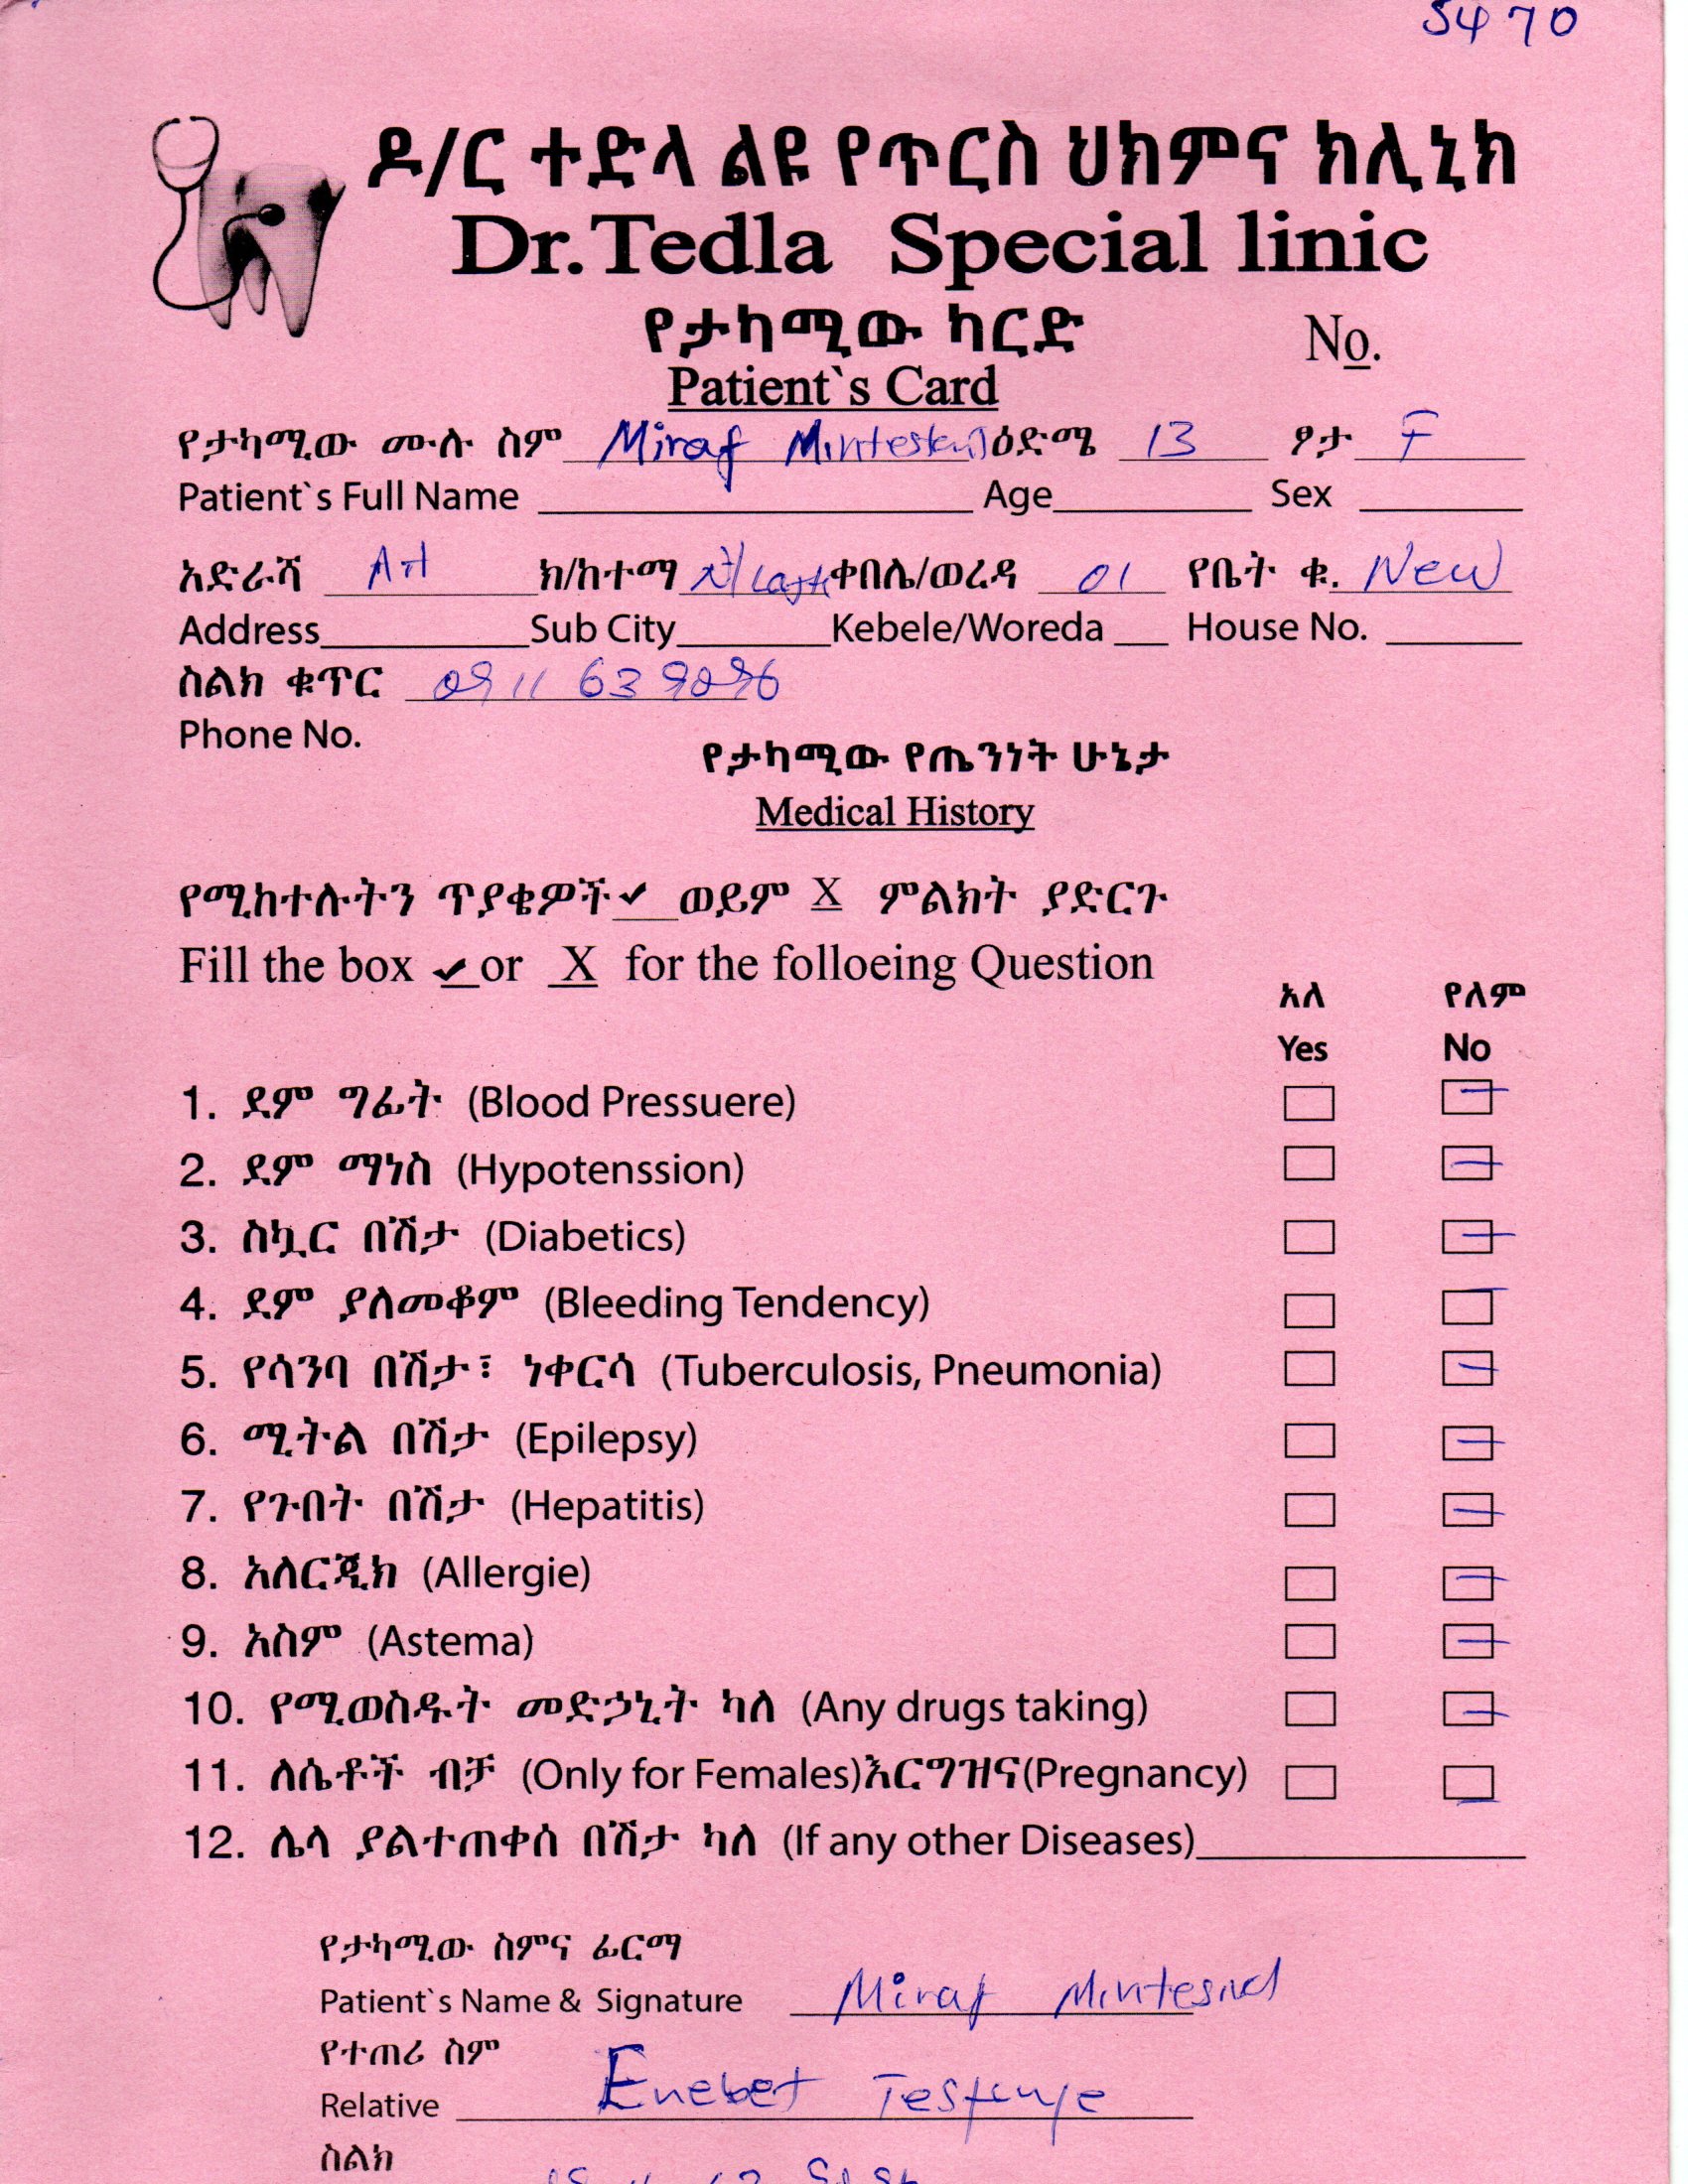 5470
ዶ/ር ተድላ ልዩ የጥርስ ህክምና ክሊኒክ
Dr.Tedla Special linic
የታካሚው ካርድ
No.
Patient`s Card
የታካሚው ሙሉ ስም Miraf ዕድሜ 13 ፆታ F
Patient`s Full Name Age Sex
አድራሻ ክ/ከተማ ቀበሌ/ወረዳ 01 የቤት ቁ. New
Address Sub City Kebele/Woreda House No.
ስልክ ቁጥር 0911 63
Phone No.
የታካሚው የጤንነት ሁኔታ
Medical History
የሚከተሉትን ጥያቄዎች✓ ወይም X ምልክት ያድርጉ
Fill the box ✓ or X for the folloeing Question
አለ የለም
Yes No
1. ደም ግፊት (Blood Pressuere)
2. ደም ማነስ (Hypotenssion)
3. ስኳር በሽታ (Diabetics)
4. ደም ያለመቆም (Bleeding Tendency)
5. የሳንባ በሽታ፣ ነቀርሳ (Tuberculosis, Pneumonia)
6. ሚትል በሽታ (Epilepsy)
7. የጉበት በሽታ (Hepatitis)
8. አለርጂክ (Allergie)
9. አስም (Astema)
10. የሚወስዱት መድኃኒት ካለ (Any drugs taking)
11. ለሴቶች ብቻ (Only for Females)እርግዝና(Pregnancy)
12. ሌላ ያልተጠቀሰ በሽታ ካለ (If any other Diseases)
የታካሚው ስምና ፊርማ
Patient`s Name & Signature Miraf Mintesnot
የተጠሪ ስም
Relative Enebet Tesfaye
ስልክ